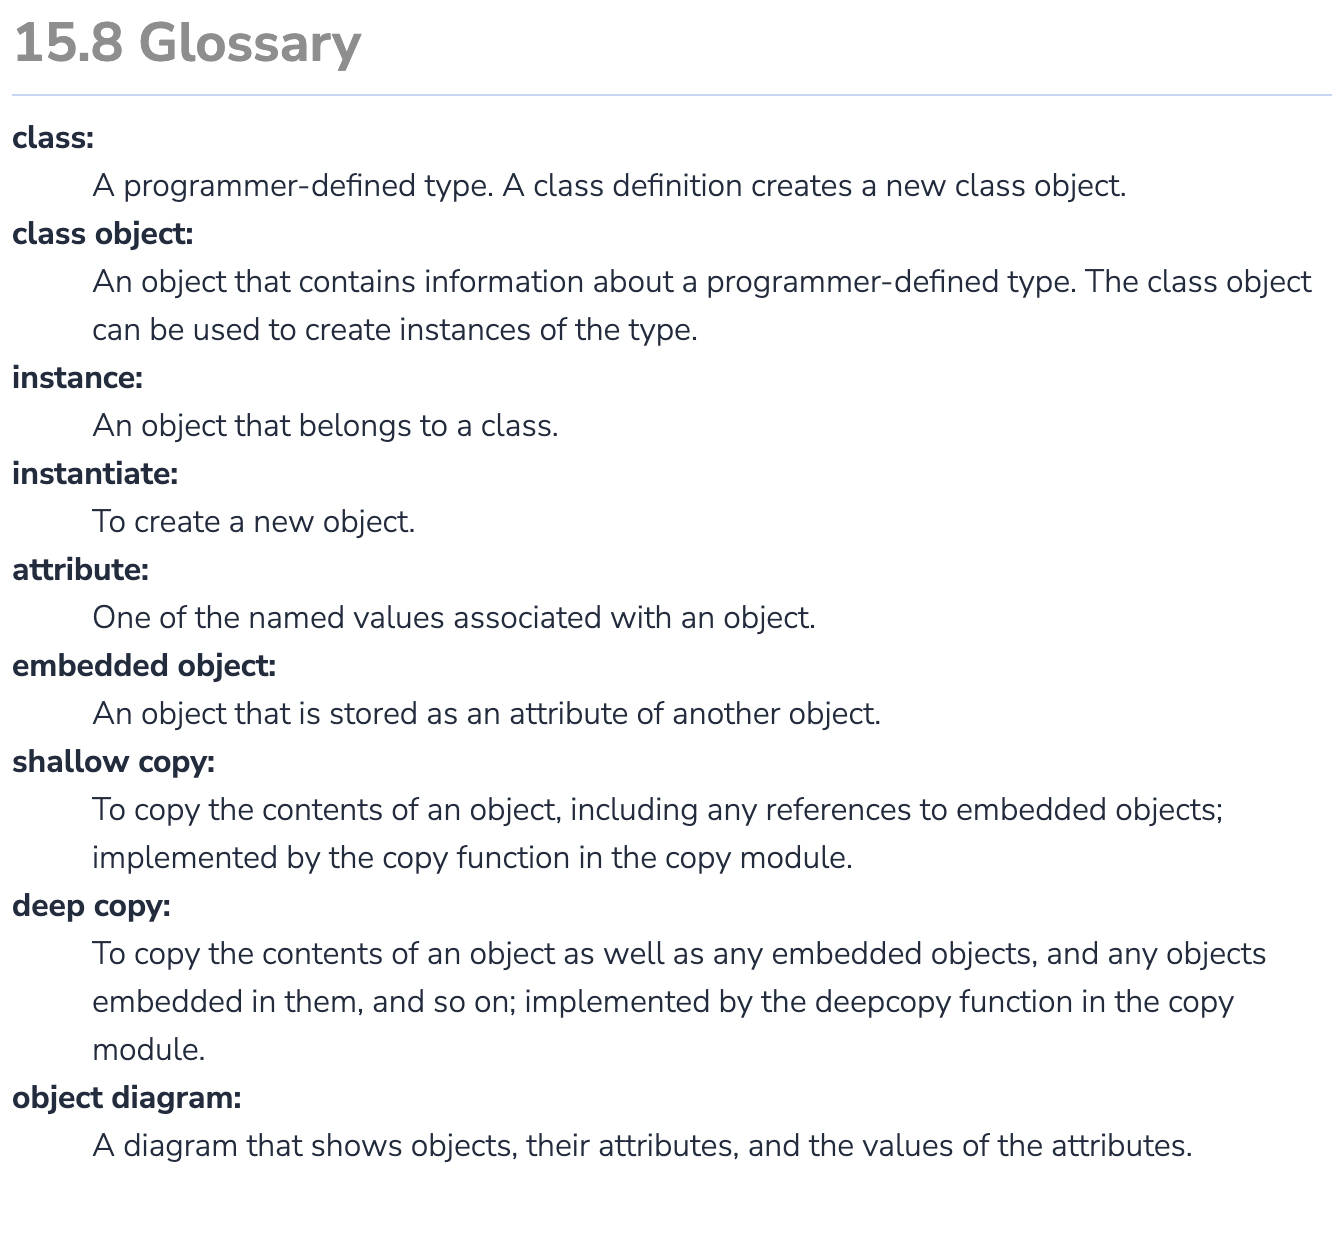 15.8 Glossary
class:
A programmer-defined type. A class definition creates a new class object.
class object:
An object that contains information about a programmer-defined type. The class object
can be used to create instances of the type.
instance:
An object that belongs to a class.
instantiate:
To create a new object.
attribute:
One of the named values associated with an object.
embedded object:
An object that is stored as an attribute of another object.
shallow copy:
To copy the contents of an object, including any references to embedded objects;
implemented by the copy function in the copy module.
deep copy:
To copy the contents of an object as well as any embedded objects, and any objects
embedded in them, and so on; implemented by the deepcopy function in the copy
module.
object diagram:
A diagram that shows objects, their attributes, and the values of the attributes.